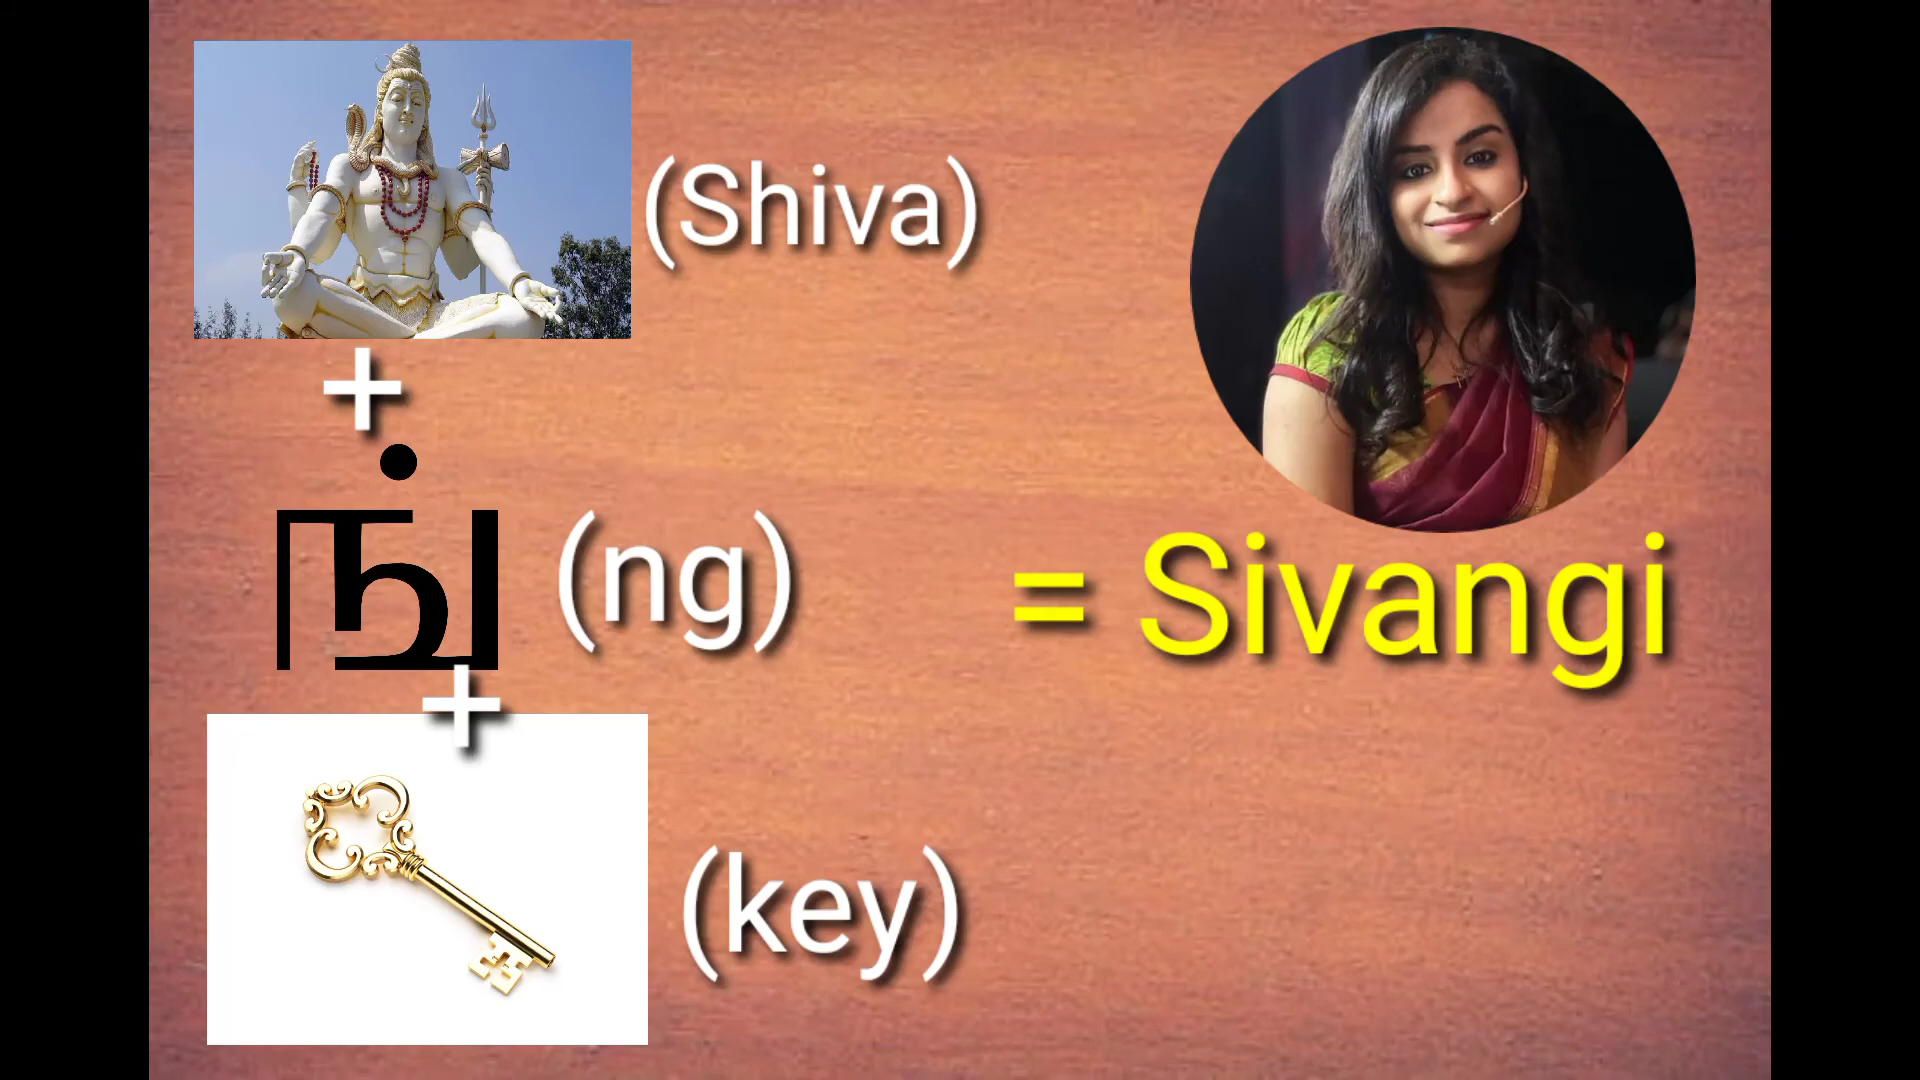 (Shiva)
+
ங் (ng)
= Sivangi
+
(key)